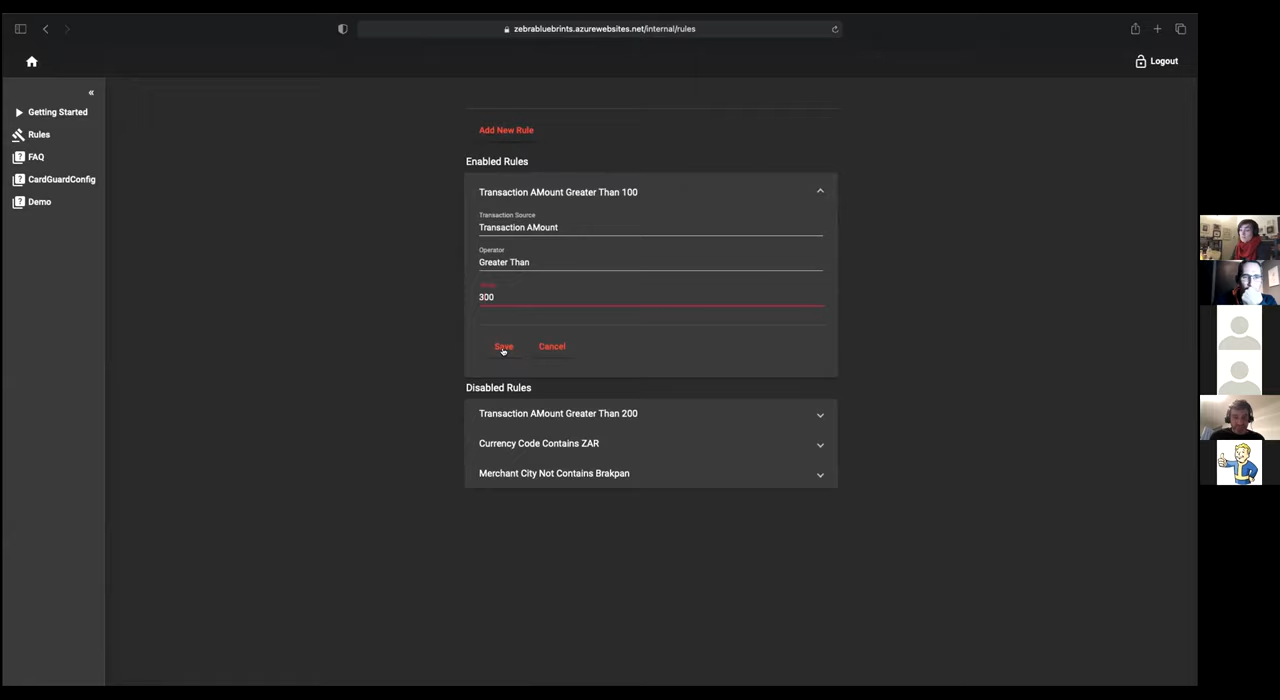 zebrabluebrints.azurewebsites.net/internal/rules
Logout
Getting Started
Rules
FAQ
CardGuardConfig
Demo
Add New Rule
Enabled Rules
Transaction AMount Greater Than 100
Transaction Source
Transaction AMount
Operator
Greater Than
300
Save
Cancel
Disabled Rules
Transaction AMount Greater Than 200
Currency Code Contains ZAR
Merchant City Not Contains Brakpan